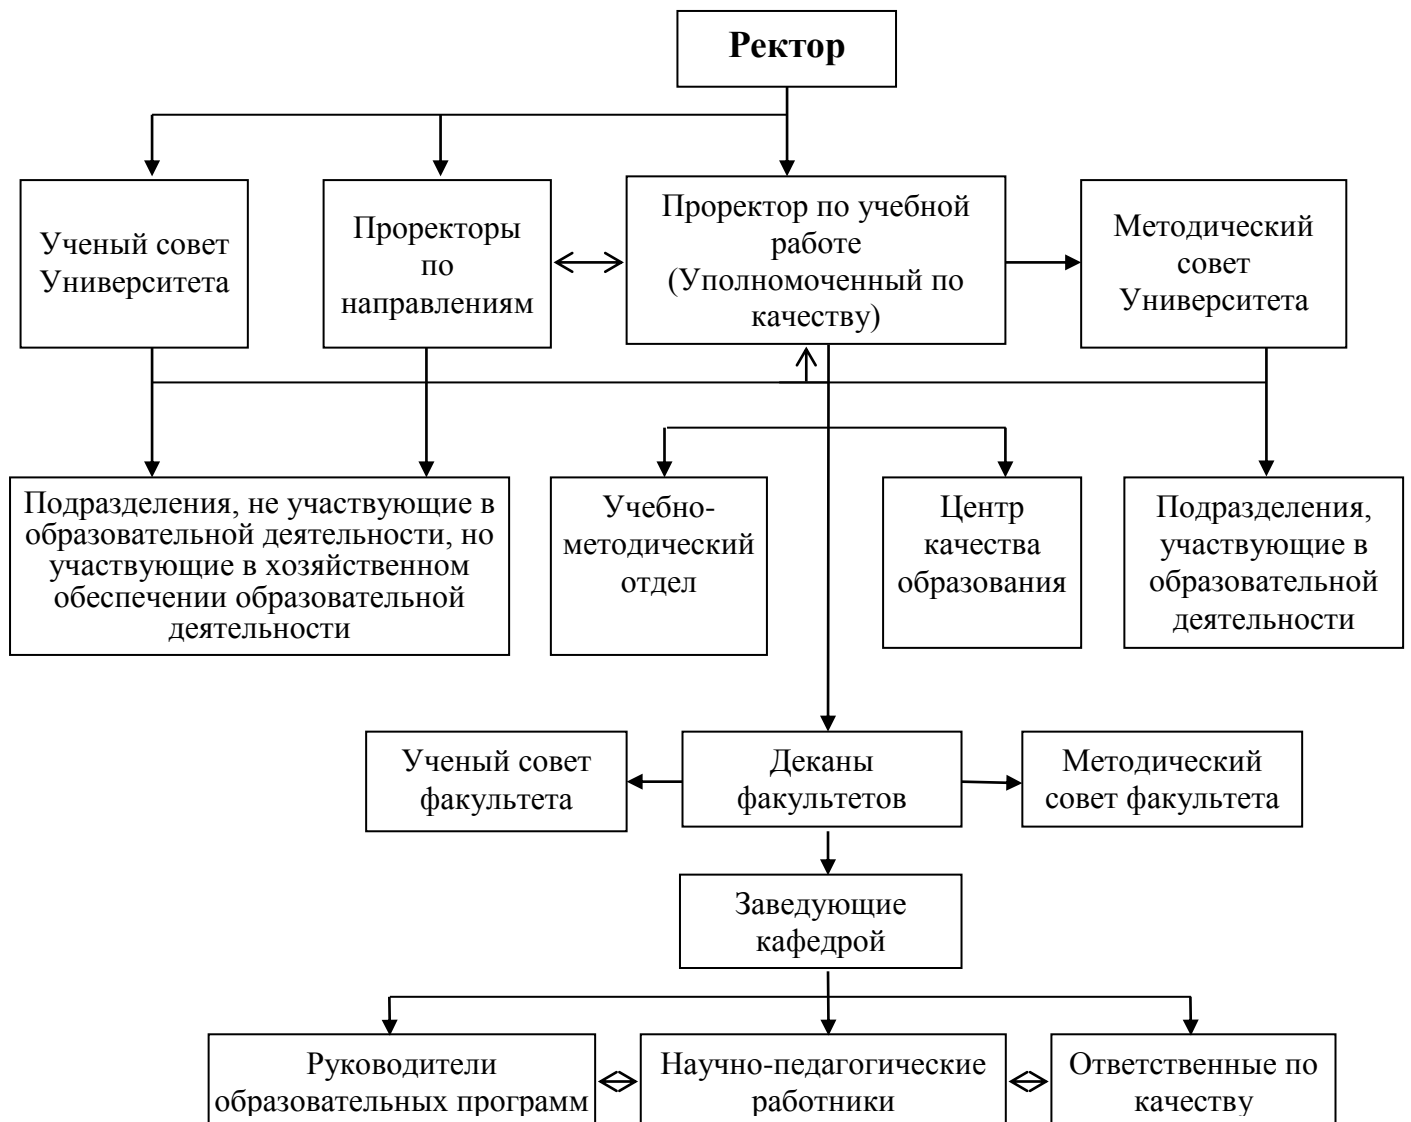 Ректор
Ученый совет
Университета
Проректоры
по
направлениям
Проректор по учебной
работе
(Уполномоченный по
качеству)
Методический
совет
Университета
Подразделения, не участвующие в
образовательной деятельности, но
участвующие в хозяйственном
обеспечении образовательной
деятельности
Учебно-
методический
отдел
Центр
качества
образования
Подразделения,
участвующие в
образовательной
деятельности
Ученый совет
факультета
Деканы
факультетов
Методический
совет факультета
Заведующие
кафедрой
Руководители
образовательных программ
Научно-педагогические
работники
Ответственные по
качеству